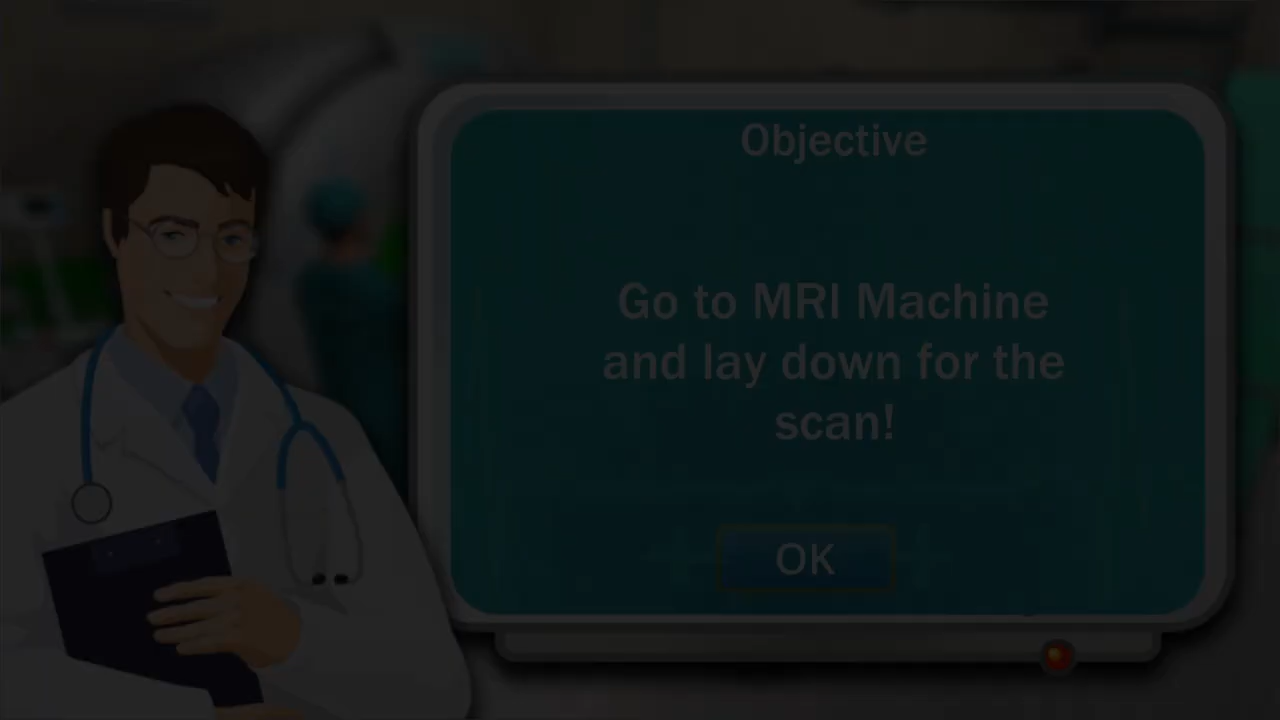 Objective
Go to MRI Machine
and lay down for the
scan!
OK